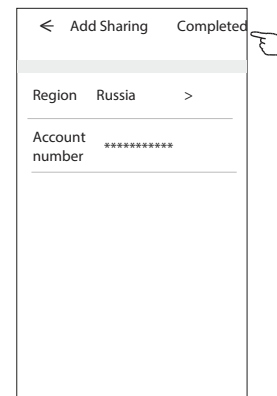 ← Add Sharing Completed
Region Russia >
Account
number ***********